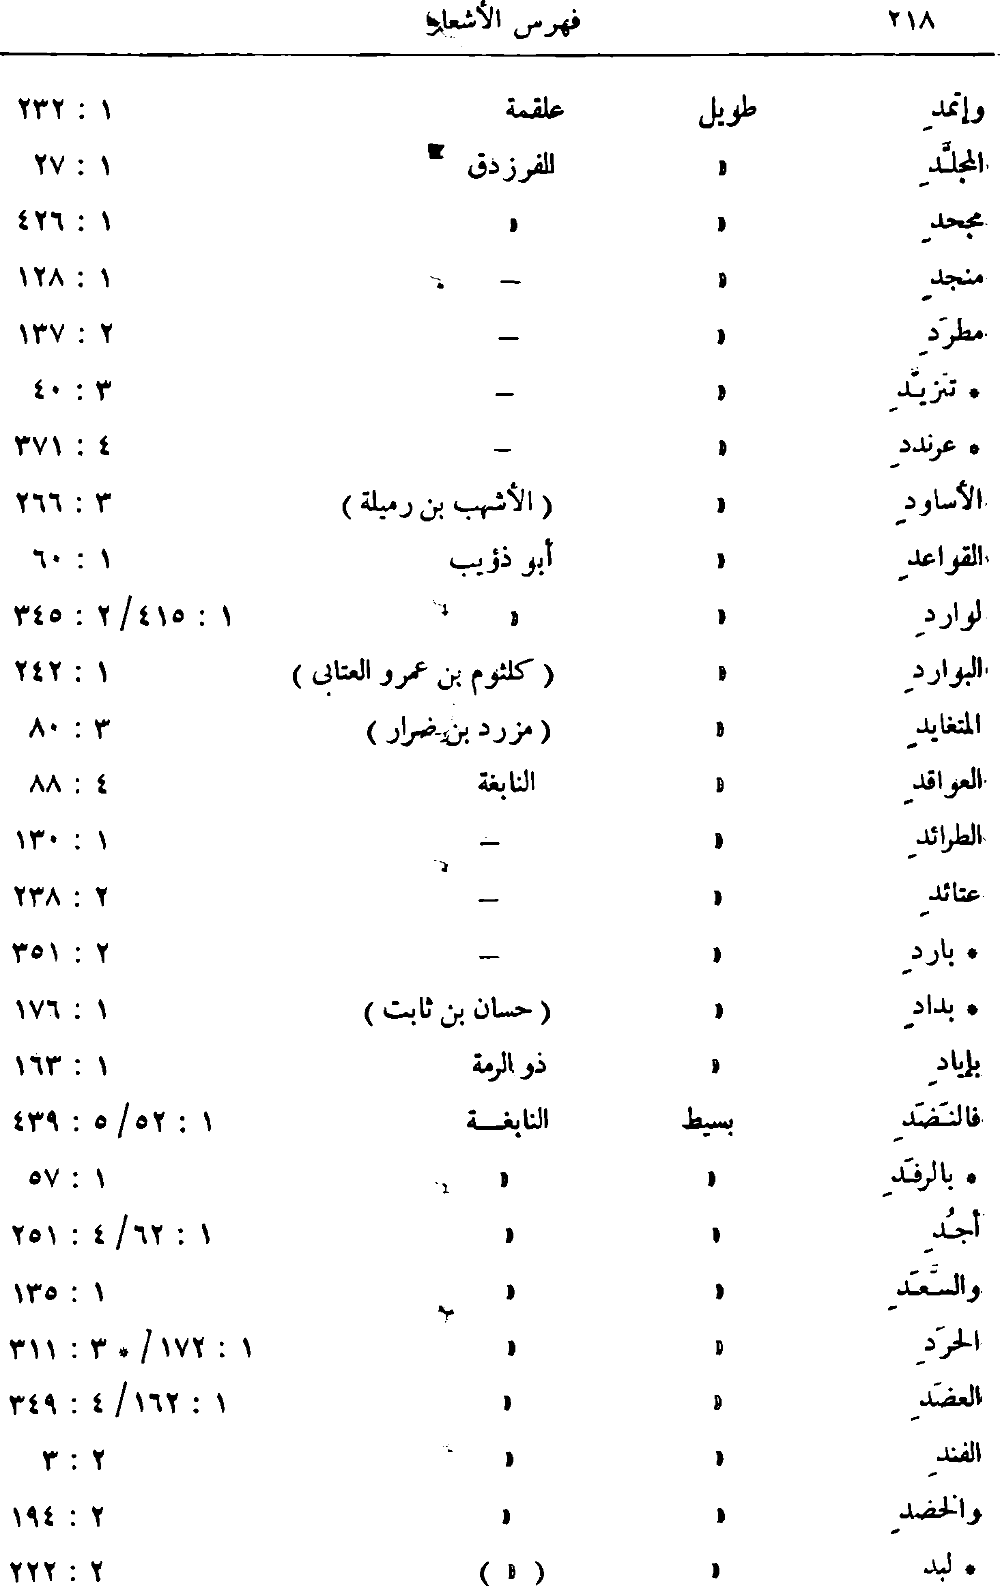 ٢١٨ فهرس الأشعار
وإثمدِ طويل علقمة ١ : ٢٣٢
المجلَّدِ » للفرزدق ١ : ٢٧
مجحدِ » » ١ : ٤٢٦
منجدِ » — ١ : ١٢٨
مطرَدِ » — ٢ : ١٣٧
* تَزيُّدِ » — ٣ : ٤٠
* عرنددِ » — ٤ : ٣٧١
الأساودِ » ( الأشهب بن رميلة ) ٣ : ٢٦٦
القواعدِ » أبو ذؤيب ١ : ٦٠
لواردِ » » ١ : ٤١٥/ ٢ : ٣٤٥
البواردِ » ( كلثوم بن عمرو العتابى ) ١ : ٢٤٢
المتغايدِ » ( مزرد بن ضرار ) ٣ : ٨٠
العواقدِ » النابغة ٤ : ٨٨
الطرائدِ » — ١ : ١٣٠
عتائدِ » — ٢ : ٢٣٨
* باردِ » — ٢ : ٣٥١
* بدادِ » ( حسان بن ثابت ) ١ : ١٧٦
بإيادِ » ذو الرمة ١ : ١٦٣
فالنَضَدِ بسيط النابغــة ١ : ٥٢/ ٥ : ٤٣٩
* بالرفَدِ » » ١ : ٥٧
أجُدِ » » ١ : ٦٢/ ٤ : ٢٥١
والسَّعَدِ » » ١ : ١٣٥
الحرَدِ » » ١ : ١٧٢/ * ٣ : ٣١١
العضَدِ » » ١ : ١٦٢/ ٤ : ٣٤٩
الفندِ » » ٢ : ٣
والخضدِ » » ٢ : ١٩٤
* لبد » ( » ) ٢ : ٢٢٢